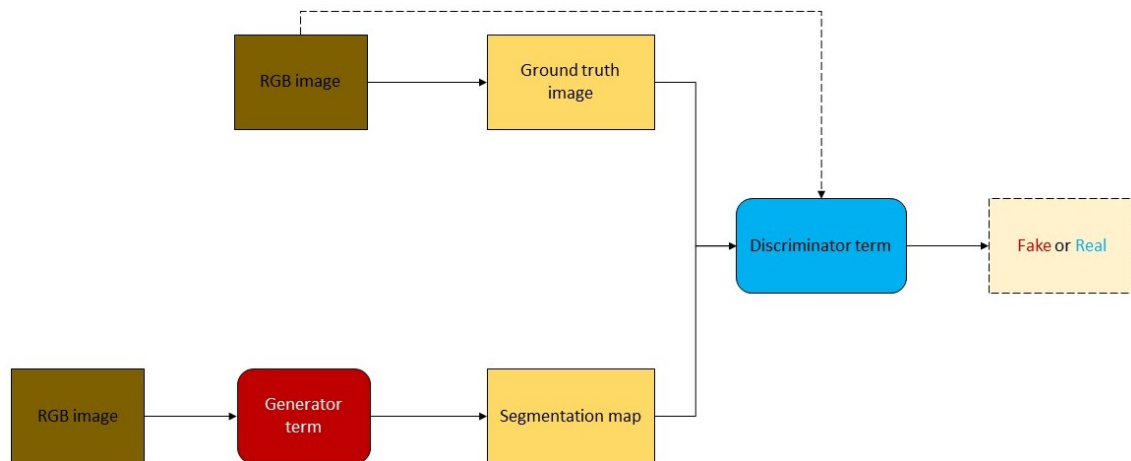 RGB image
Ground truth
image
Discriminator term
Fake or Real
RGB image
Generator
term
Segmentation map